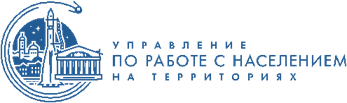 УПРАВЛЕНИЕ
ПО РАБОТЕ С НАСЕЛЕНИЕМ
НА ТЕРРИТОРИЯХ